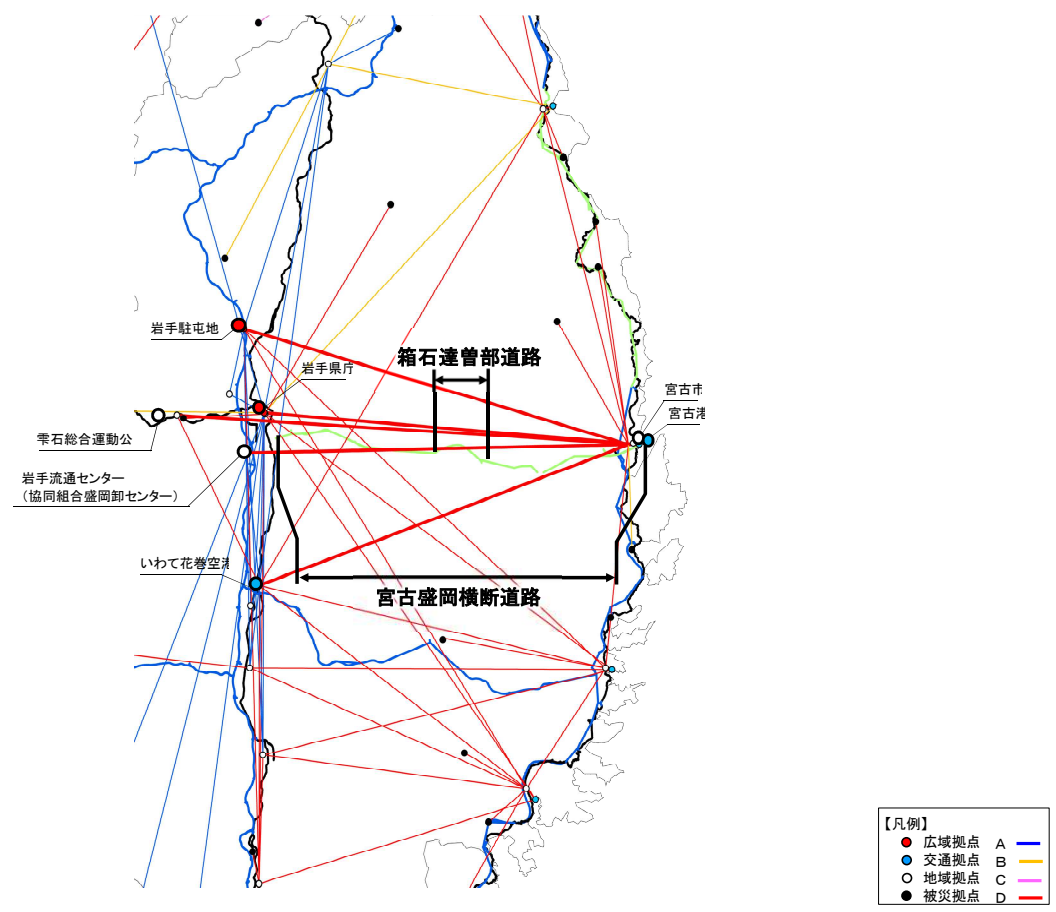 岩手駐屯地
箱石達曽部道路
岩手県庁
宮古市
宮古港
雫石総合運動公
岩手流通センター
（協同組合盛岡卸センター）
いわて花巻空港
宮古盛岡横断道路
【凡例】
広域拠点 A
交通拠点 B
地域拠点 C
被災拠点 D